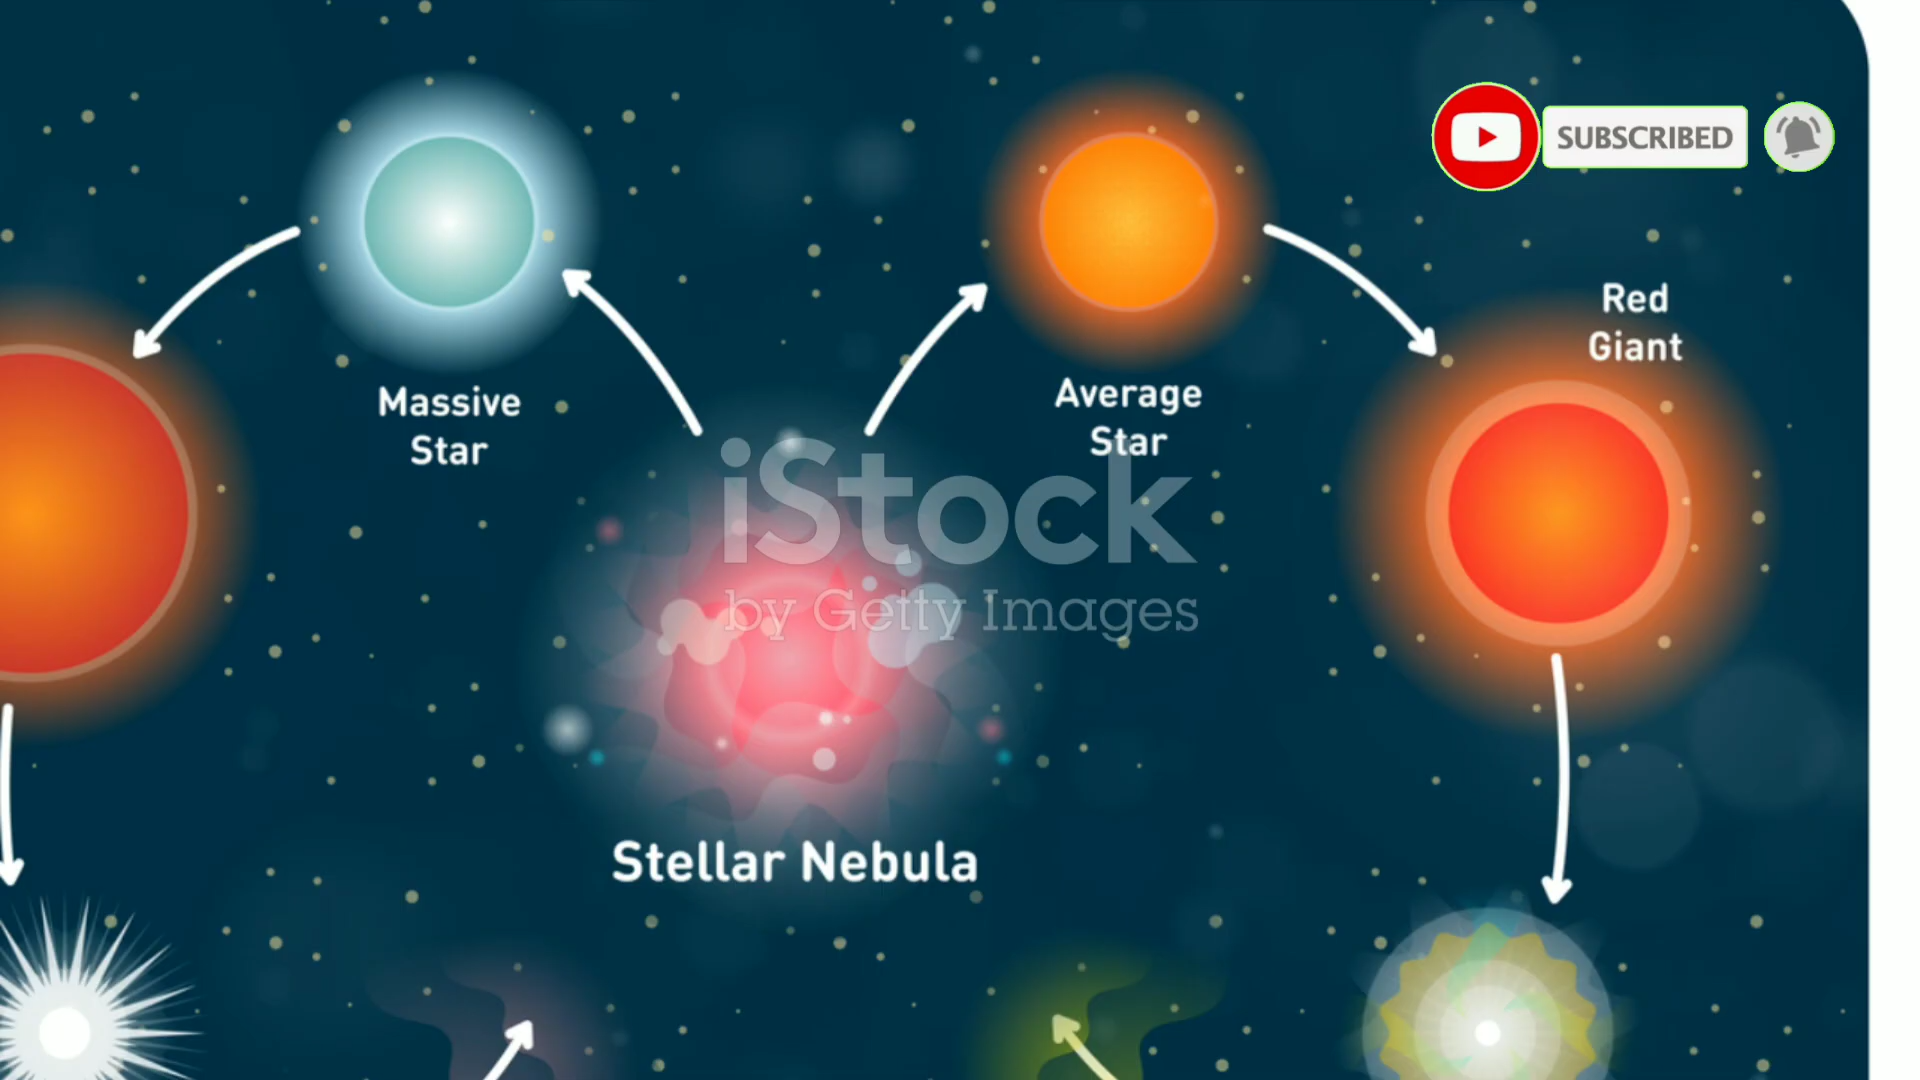 SUBSCRIBED
Red
Giant
Massive
Star
Average
Star
iStock
by Getty Images
Stellar Nebula